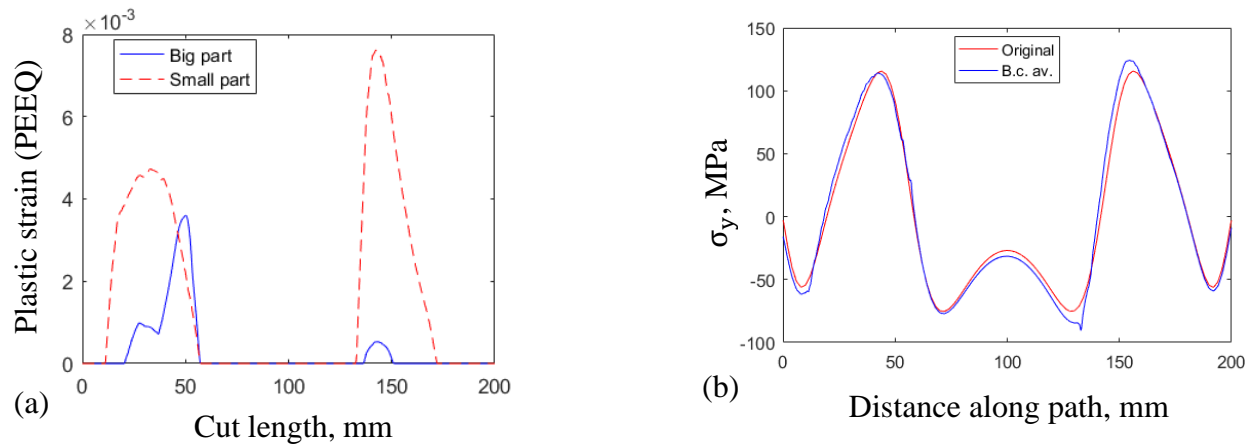 ×10⁻³
8
6
4
2
0
Plastic strain (PEEQ)
Big part
Small part
0 50 100 150 200
Cut length, mm
(a)
150
100
50
0
-50
-100
σy, MPa
Original
B.c. av.
0 50 100 150 200
Distance along path, mm
(b)